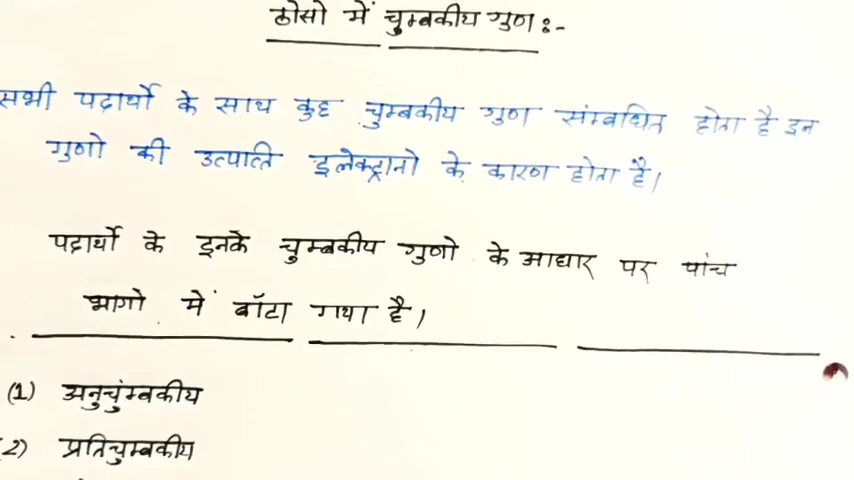 ठोसो में चुम्बकीय गुण :-
सभी पदार्थो के साथ कुछ चुम्बकीय गुण संम्बधित होता है इन
गुणो की उत्पाति इलेक्ट्रानो के कारण होता है।
पदार्थो के इनके चुम्बकीय गुणो के आधार पर पांच
भागो में बॉटा गया है।
(1) अनुचुंम्बकीय
2) प्रतिचुम्बकीय